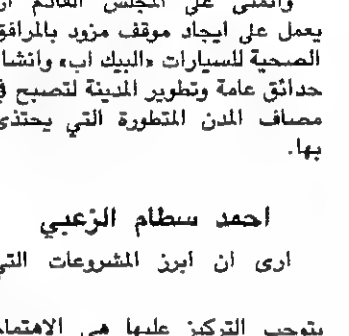 واتمنى على المجلس القادم ان
يعمل على ايجاد موقف مزود بالمرافق
الصحية للسيارات «البيك اب» وانشاء
حدائق عامة وتطوير المدينة لتصبح في
مصاف المدن المتطورة التي يحتذى
بها.
احمد سطام الزعبي
ارى ان ابرز المشروعات التي
يتوجب التركيز عليها هي الاهتمام